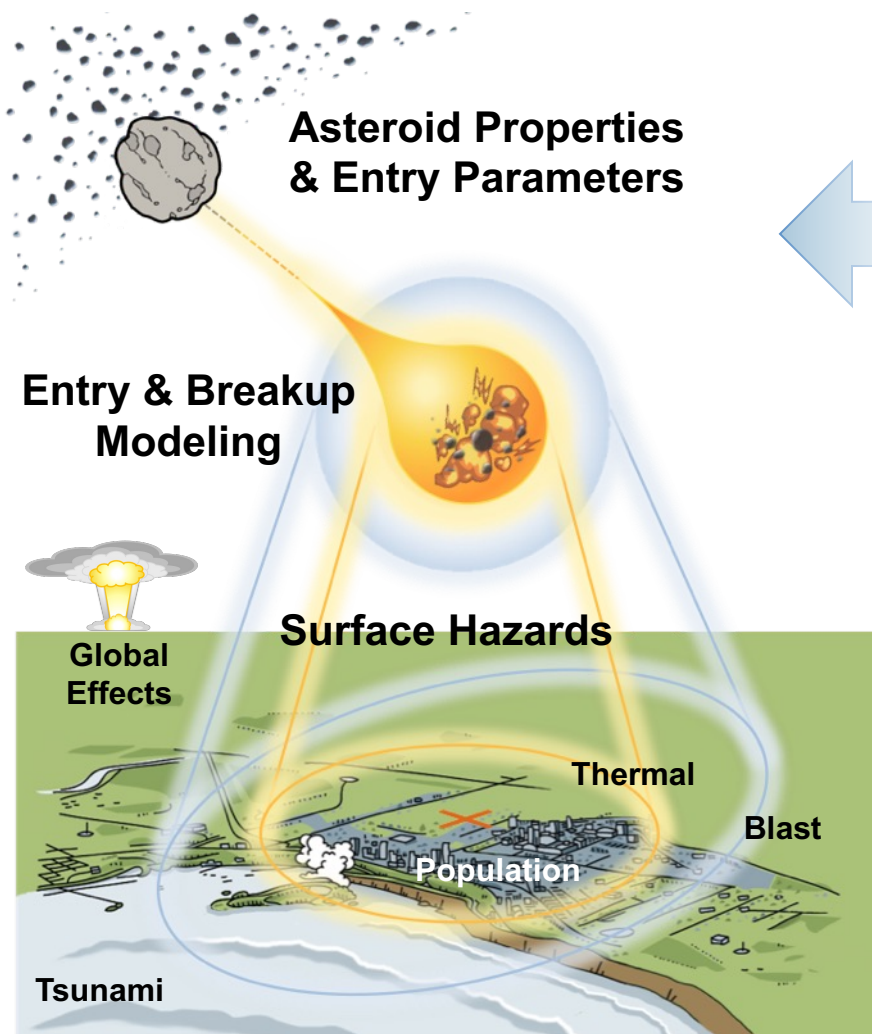 Asteroid Properties
& Entry Parameters
Entry & Breakup
Modeling
Surface Hazards
Global
Effects
Thermal
Blast
Population
Tsunami